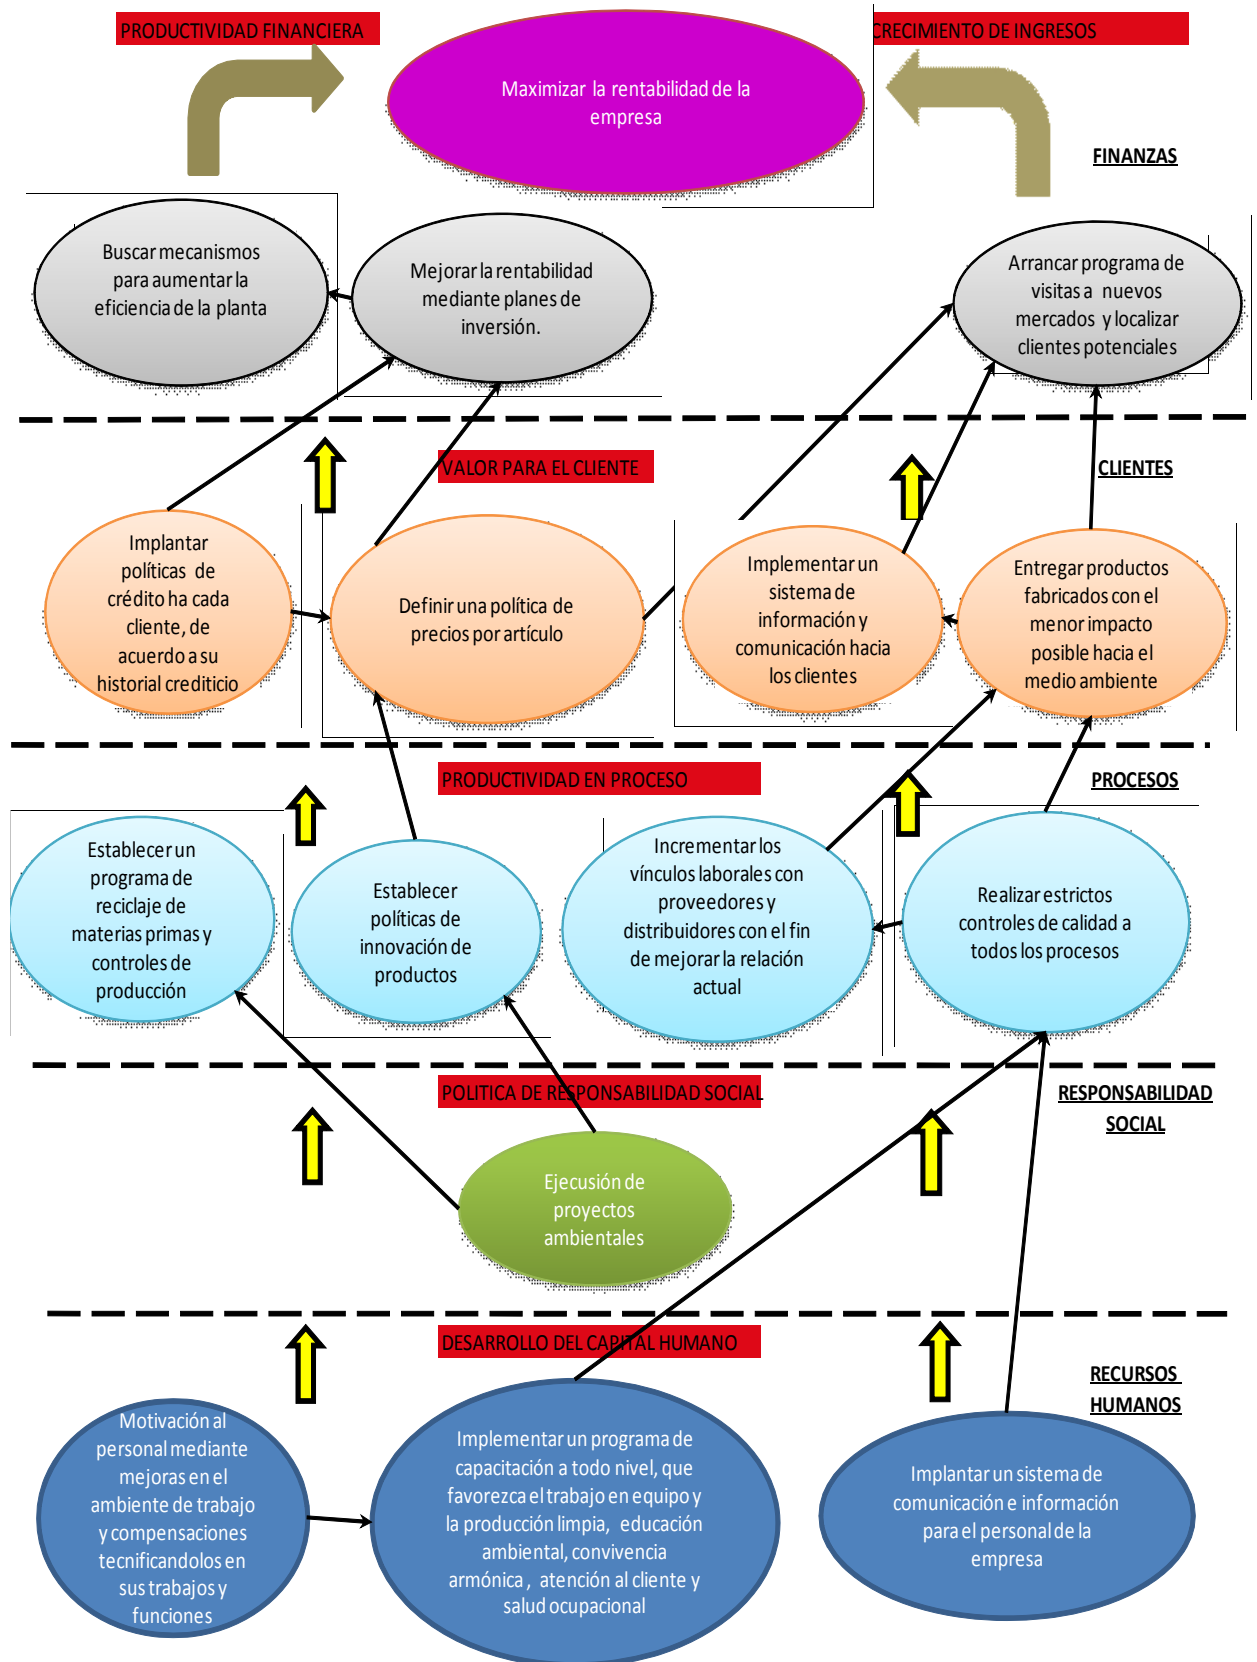 PRODUCTIVIDAD FINANCIERA
CRECIMIENTO DE INGRESOS
Maximizar la rentabilidad de la
empresa
FINANZAS
Buscar mecanismos
para aumentar la
eficiencia de la planta
Mejorar la rentabilidad
mediante planes de
inversión.
Arrancar programa de
visitas a nuevos
mercados y localizar
clientes potenciales
VALOR PARA EL CLIENTE
CLIENTES
Implantar
políticas de
crédito ha cada
cliente, de
acuerdo a su
historial crediticio
Definir una política de
precios por artículo
Implementar un
sistema de
información y
comunicación hacia
los clientes
Entregar productos
fabricados con el
menor impacto
posible hacia el
medio ambiente
PRODUCTIVIDAD EN PROCESO
PROCESOS
Establecer un
programa de
reciclaje de
materias primas y
controles de
producción
Establecer
políticas de
innovación de
productos
Incrementar los
vínculos laborales con
proveedores y
distribuidores con el fin
de mejorar la relación
actual
Realizar estrictos
controles de calidad a
todos los procesos
POLITICA DE RESPONSABILIDAD SOCIAL
RESPONSABILIDAD
SOCIAL
Ejecusión de
proyectos
ambientales
DESARROLLO DEL CAPITAL HUMANO
RECURSOS
HUMANOS
Motivación al
personal mediante
mejoras en el
ambiente de trabajo
y compensaciones
tecnificandolos en
sus trabajos y
funciones
Implementar un programa de
capacitación a todo nivel, que
favorezca el trabajo en equipo y
la producción limpia, educación
ambiental, convivencia
armónica , atención al cliente y
salud ocupacional
Implantar un sistema de
comunicación e información
para el personal de la
empresa